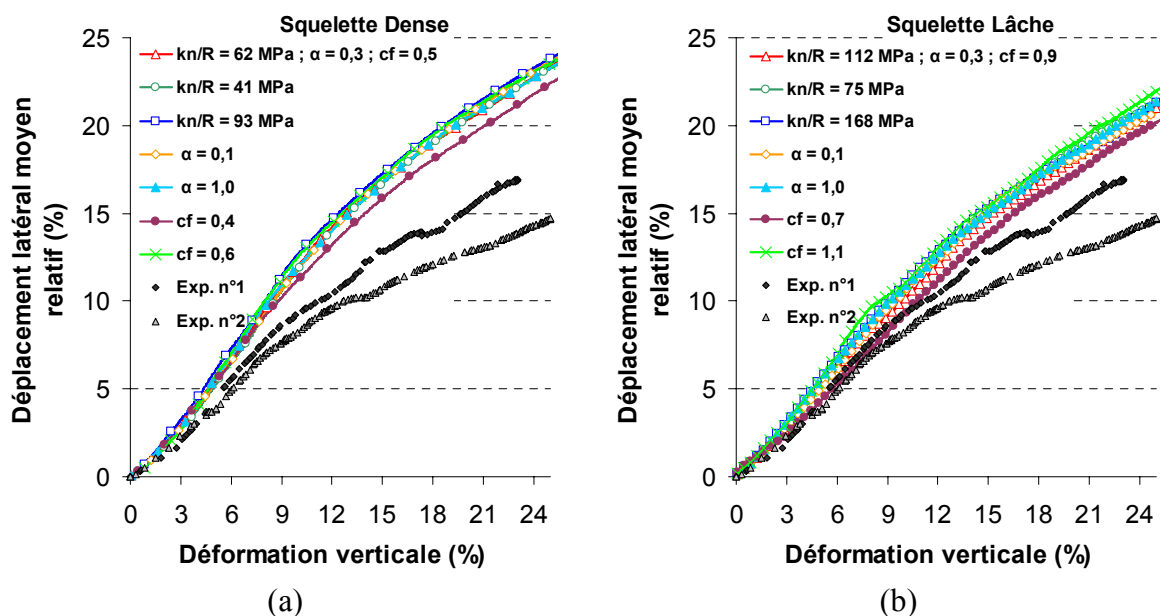 Squelette Dense
25
20
15
10
5
0
Déplacement latéral moyen
relatif (%)
kn/R = 62 MPa ; α = 0,3 ; cf = 0,5
kn/R = 41 MPa
kn/R = 93 MPa
α = 0,1
α = 1,0
cf = 0,4
cf = 0,6
Exp. n°1
Exp. n°2
0 3 6 9 12 15 18 21 24
Déformation verticale (%)
(a)
Squelette Lâche
25
20
15
10
5
0
Déplacement latéral moyen
relatif (%)
kn/R = 112 MPa ; α = 0,3 ; cf = 0,9
kn/R = 75 MPa
kn/R = 168 MPa
α = 0,1
α = 1,0
cf = 0,7
cf = 1,1
Exp. n°1
Exp. n°2
0 3 6 9 12 15 18 21 24
Déformation verticale (%)
(b)